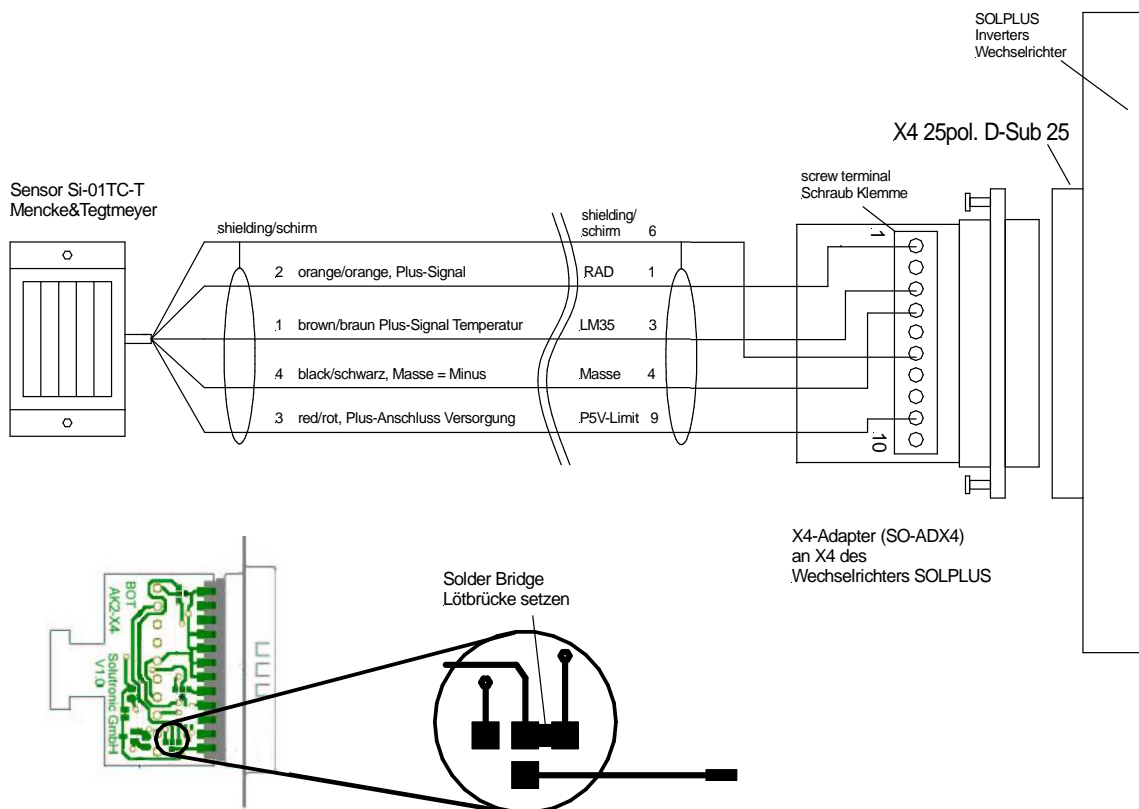 SOLPLUS
Inverters
Wechselrichter
X4 25pol. D-Sub 25
Sensor Si-01TC-T
Mencke&Tegtmeyer
screw terminal
Schraub Klemme
shielding/schirm
shielding/
schirm 6
2 orange/orange, Plus-Signal RAD 1
1 brown/braun Plus-Signal Temperatur LM35 3
4 black/schwarz, Masse = Minus Masse 4
3 red/rot, Plus-Anschluss Versorgung P5V-Limit 9
1
10
X4-Adapter (SO-ADX4)
an X4 des
Wechselrichters SOLPLUS
Solder Bridge
Lötbrücke setzen
BOT
AK2-X4
Solutronic GmbH
V1.0